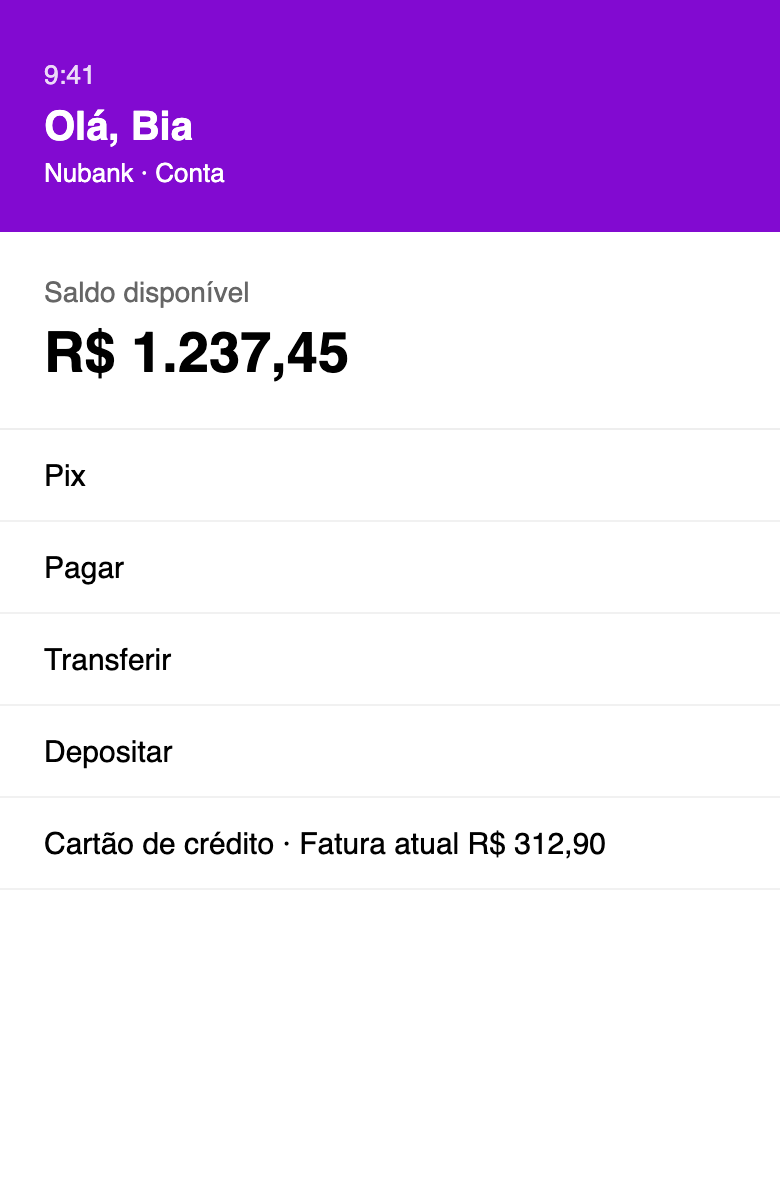 9:41
Olá, Bia
Nubank · Conta
Saldo disponível
R$ 1.237,45
Pix
Pagar
Transferir
Depositar
Cartão de crédito · Fatura atual R$ 312,90